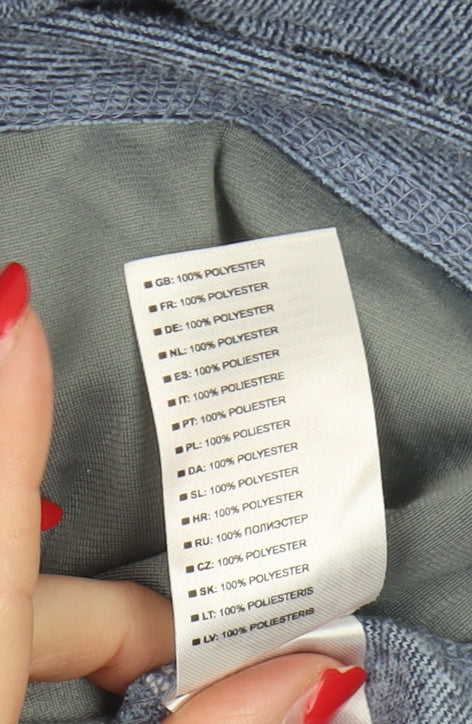 ■ GB: 100% POLYESTER
■ FR: 100% POLYESTER
■ DE: 100% POLYESTER
■ NL: 100% POLYESTER
■ ES: 100% POLYESTER
■ IT: 100% POLIESTERE
■ PT: 100% POLIESTER
■ PL: 100% POLIESTER
■ DA: 100% POLYESTER
■ SL: 100% POLYESTER
■ HR: 100% POLYESTER
■ RU: 100% ПОЛИЭСТЕР
■ CZ: 100% POLYESTER
■ SK: 100% POLYESTER
■ LT: 100% POLIESTERIS
■ LV: 100% POLIESTERIS